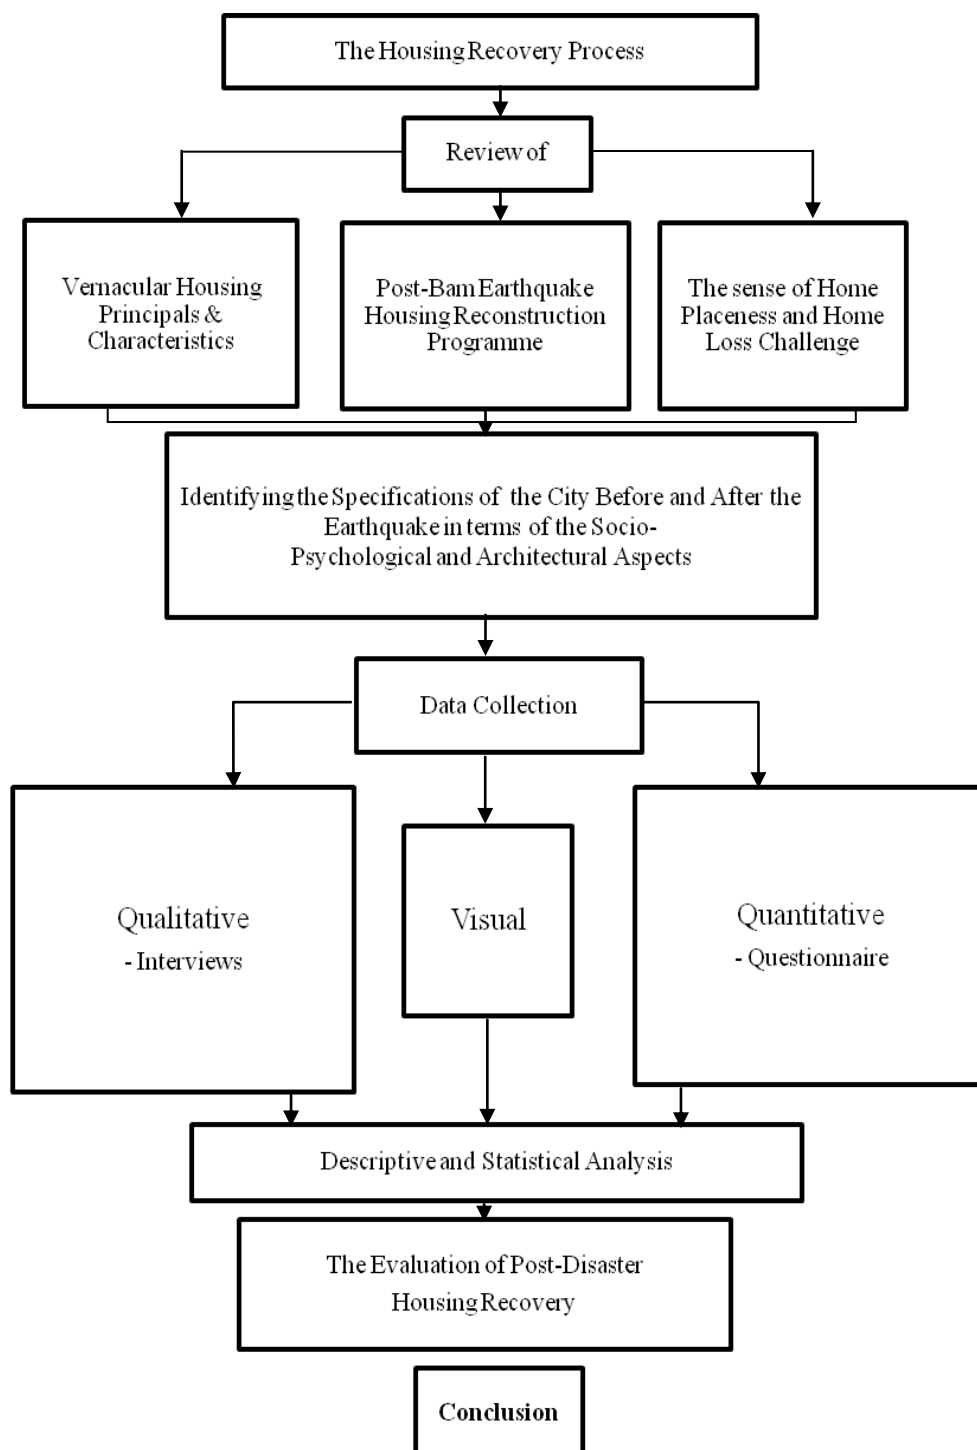 The Housing Recovery Process
Review of
Vernacular Housing
Principals &
Characteristics
Post-Bam Earthquake
Housing Reconstruction
Programme
The sense of Home
Placeness and Home
Loss Challenge
Identifying the Specifications of the City Before and After the
Earthquake in terms of the Socio-
Psychological and Architectural Aspects
Data Collection
Qualitative
- Interviews
Visual
Quantitative
- Questionnaire
Descriptive and Statistical Analysis
The Evaluation of Post-Disaster
Housing Recovery
Conclusion